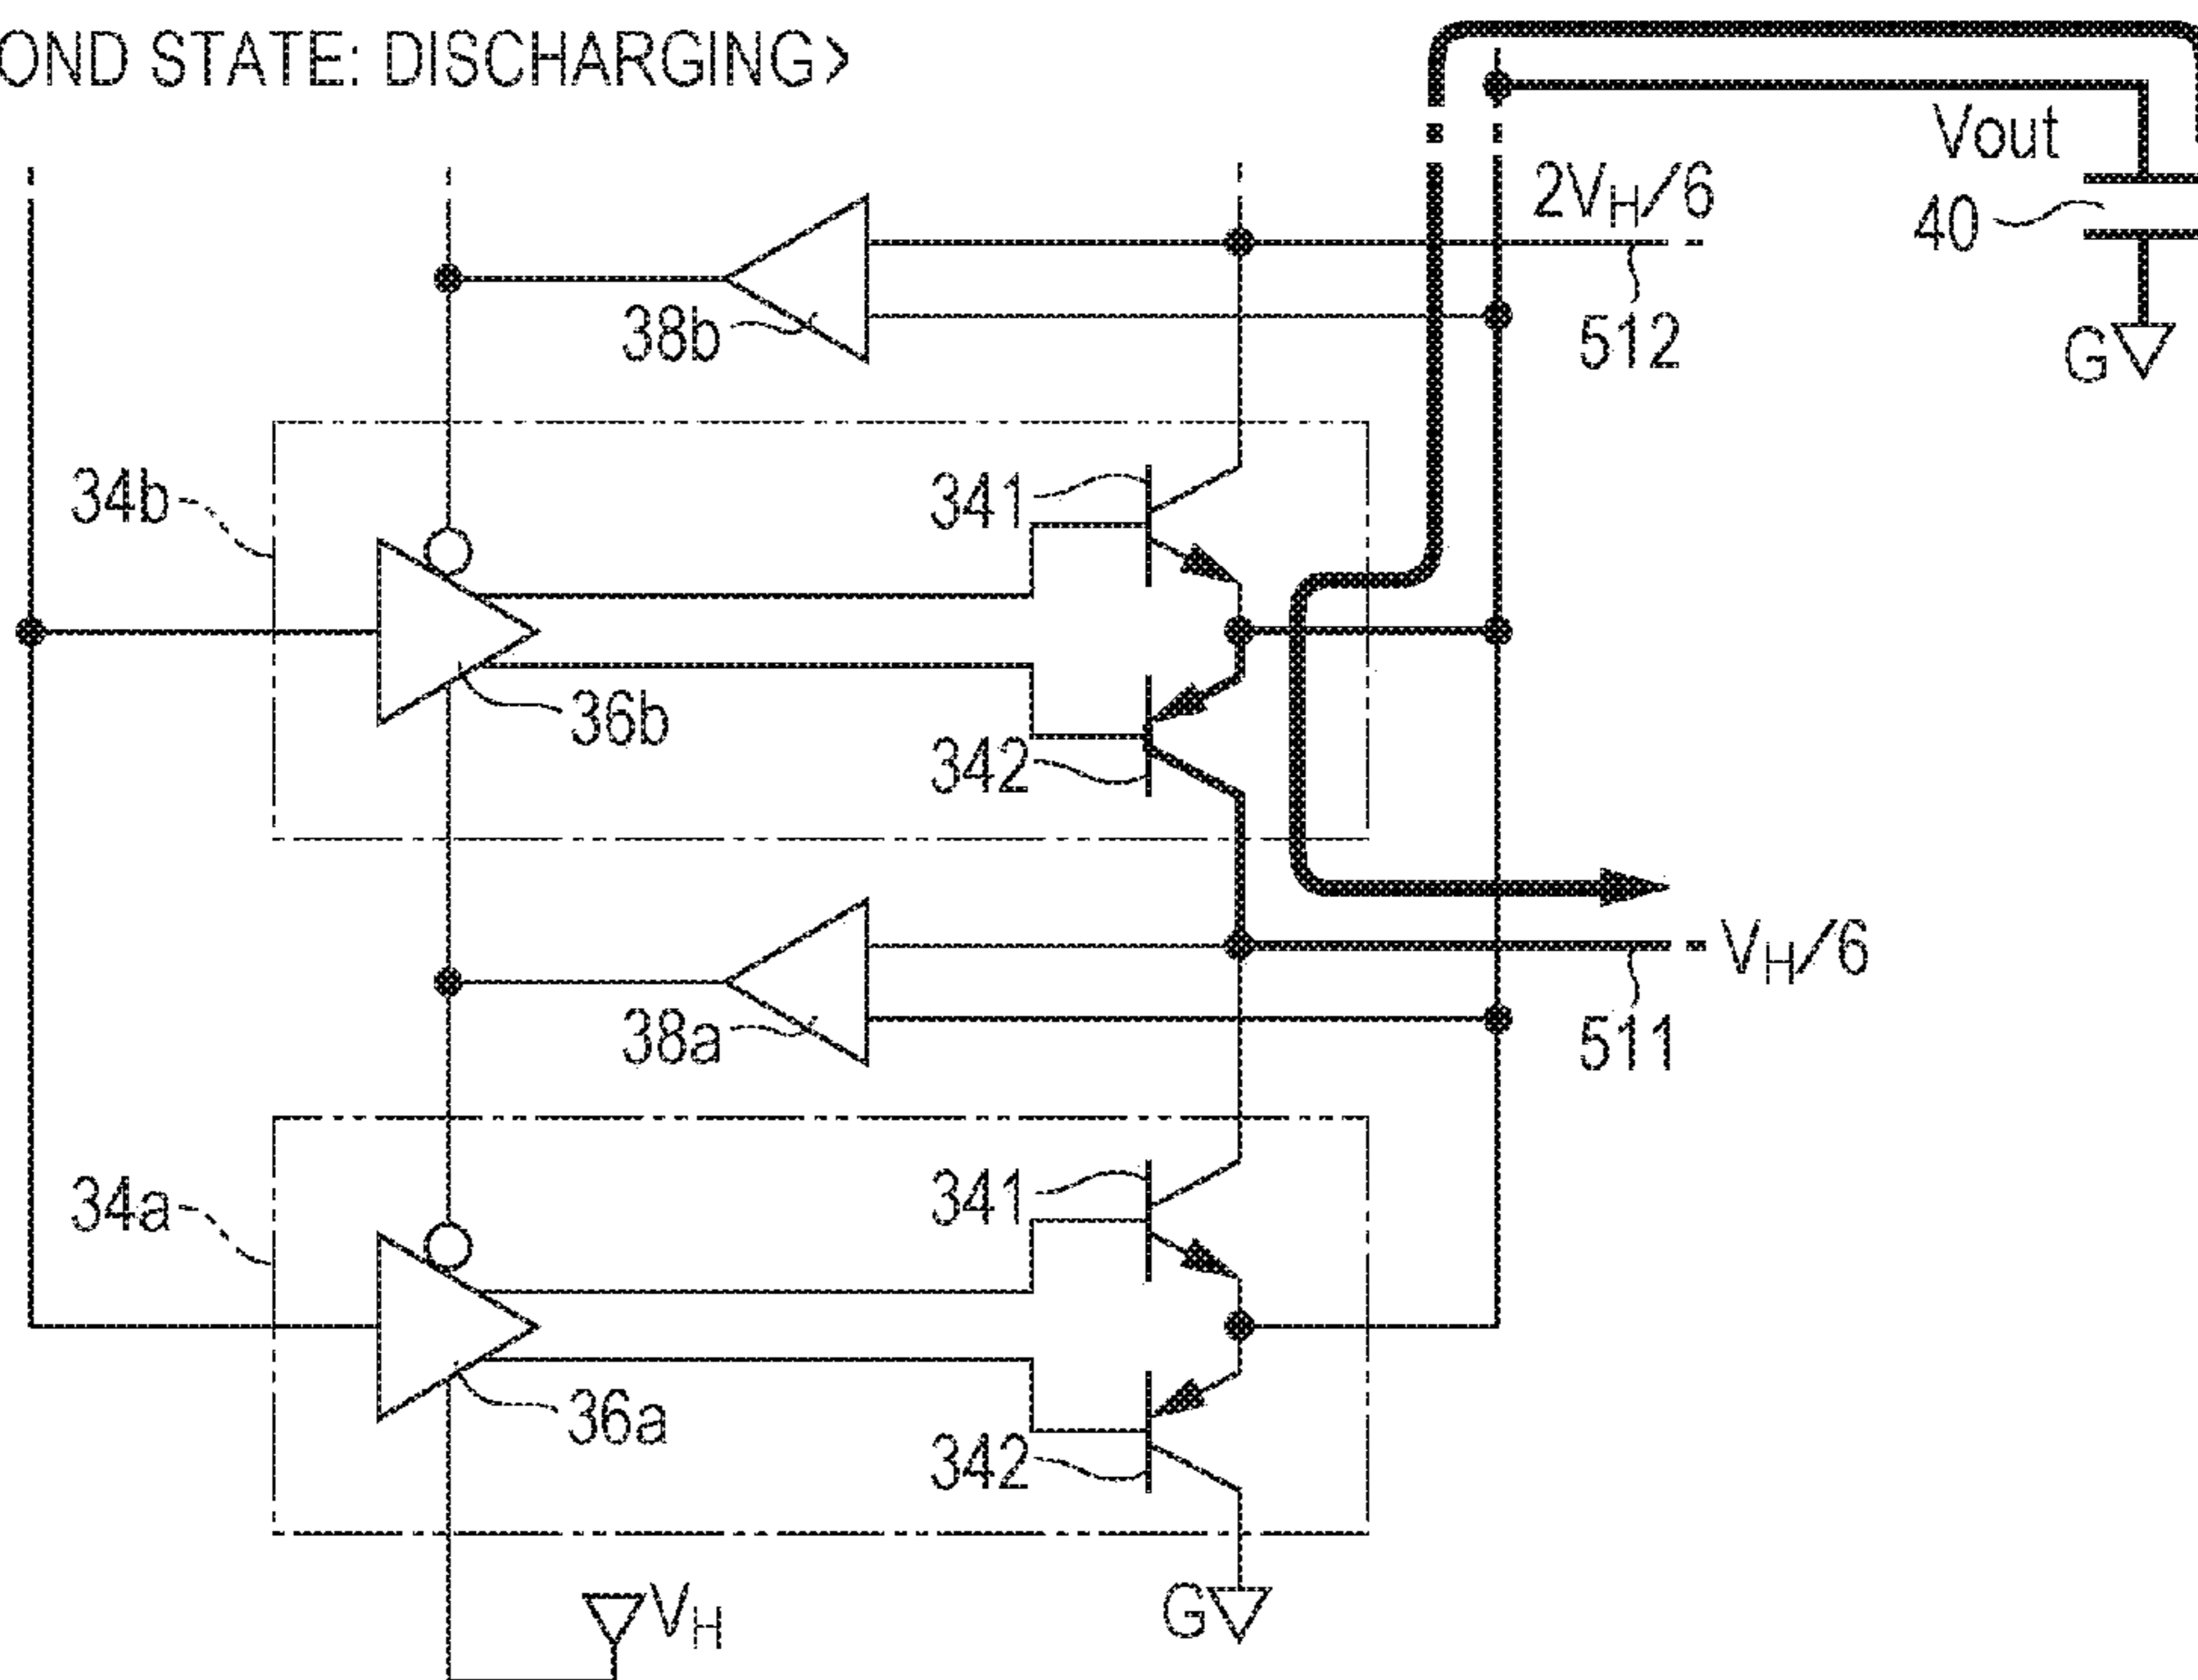 OND STATE: DISCHARGING>
Vout
2VH/6
40
38b
512
G
34b
341
36b
342
VH/6
38a
511
34a
341
36a
342
VH
G